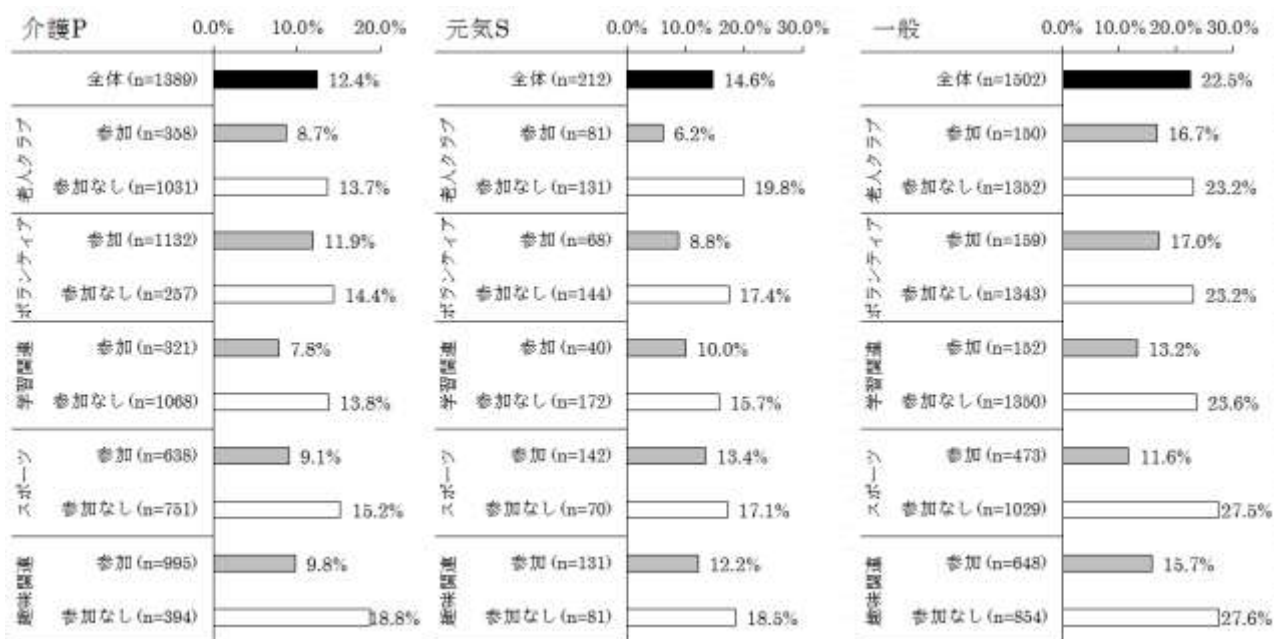 介護P 0.0% 10.0% 20.0%
全体(n=1389) 12.4%
老人クラブ
参加(n=358) 8.7%
参加なし(n=1031) 13.7%
ボランティア
参加(n=1132) 11.9%
参加なし(n=257) 14.4%
学習関連
参加(n=321) 7.8%
参加なし(n=1068) 13.8%
スポーツ
参加(n=638) 9.1%
参加なし(n=751) 15.2%
趣味関連
参加(n=995) 9.8%
参加なし(n=394) 18.8%
元気S 0.0% 10.0% 20.0% 30.0%
全体(n=212) 14.6%
老人クラブ
参加(n=81) 6.2%
参加なし(n=131) 19.8%
ボランティア
参加(n=68) 8.8%
参加なし(n=144) 17.4%
学習関連
参加(n=40) 10.0%
参加なし(n=172) 15.7%
スポーツ
参加(n=142) 13.4%
参加なし(n=70) 17.1%
趣味関連
参加(n=131) 12.2%
参加なし(n=81) 18.5%
一般 0.0% 10.0% 20.0% 30.0%
全体(n=1502) 22.5%
老人クラブ
参加(n=150) 16.7%
参加なし(n=1352) 23.2%
ボランティア
参加(n=159) 17.0%
参加なし(n=1343) 23.2%
学習関連
参加(n=152) 13.2%
参加なし(n=1350) 23.6%
スポーツ
参加(n=473) 11.6%
参加なし(n=1029) 27.5%
趣味関連
参加(n=648) 15.7%
参加なし(n=854) 27.6%